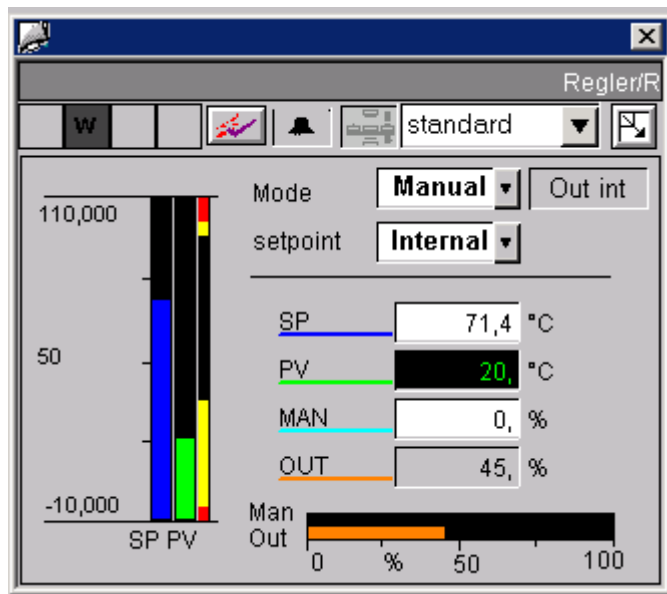 Regler/R
W standard
Mode Manual Out int
110,000
setpoint Internal
SP 71,4 °C
50
PV 20, °C
MAN 0, %
OUT 45, %
-10,000
Man
SP PV
Out
0 % 50 100